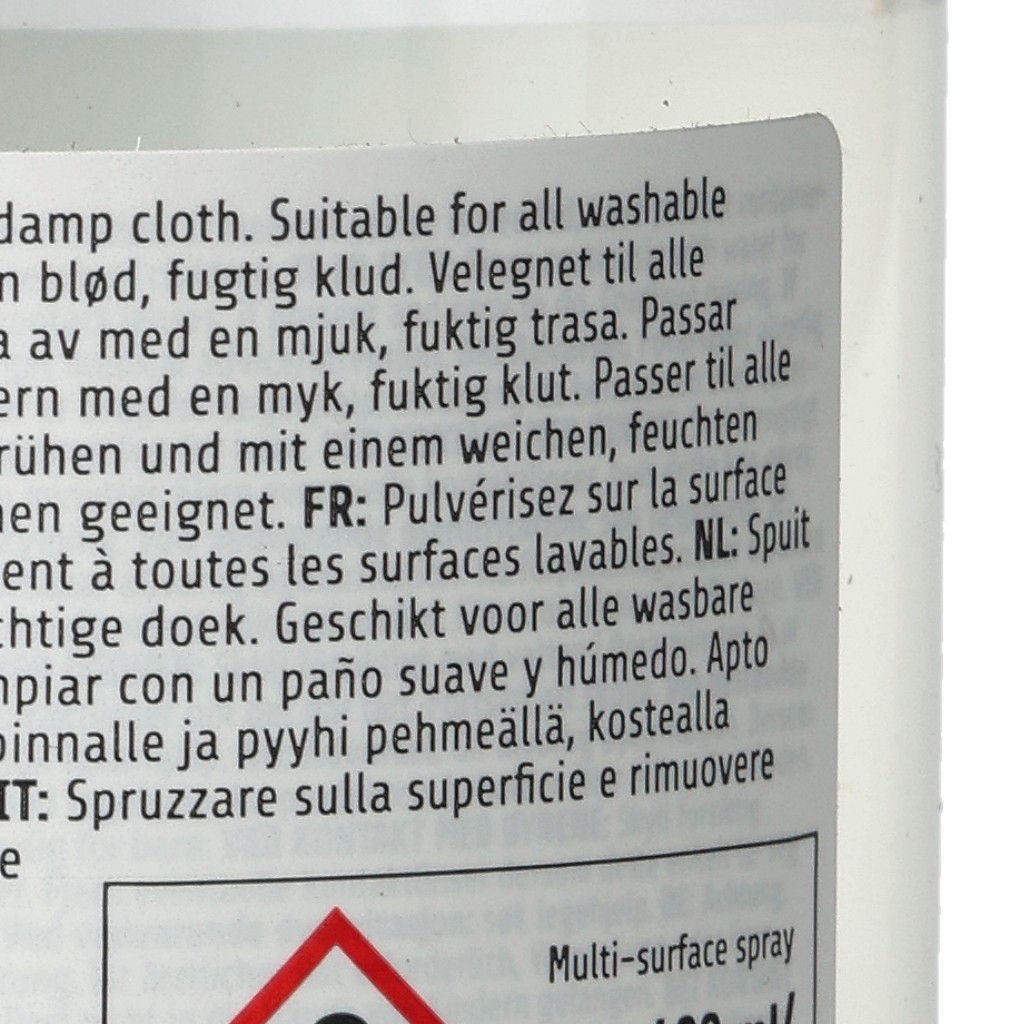 damp cloth. Suitable for all washable
n blød, fugtig klud. Velegnet til alle
a av med en mjuk, fuktig trasa. Passar
ern med en myk, fuktig klut. Passer til alle
rühen und mit einem weichen, feuchten
nen geeignet. FR: Pulvérisez sur la surface
ent à toutes les surfaces lavables. NL: Spuit
chtige doek. Geschikt voor alle wasbare
mpiar con un paño suave y húmedo. Apto
pinnalle ja pyyhi pehmeällä, kostealla
IT: Spruzzare sulla superficie e rimuovere
e
Multi-surface spray